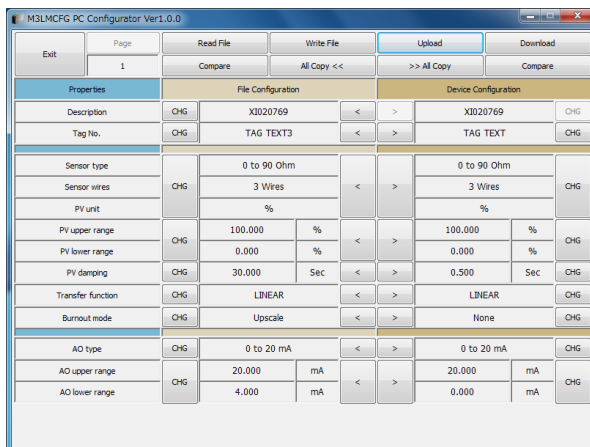 M3LMCFG PC Configurator Ver1.0.0
Exit Page Read File Write File Upload Download
1 Compare All Copy << >> All Copy Compare
Properties File Configuration Device Configuration
Description CHG XI020769 < > XI020769 CHG
Tag No. CHG TAG TEXT3 < > TAG TEXT CHG
Sensor type 0 to 90 Ohm 0 to 90 Ohm
Sensor wires CHG 3 Wires < > 3 Wires CHG
PV unit % %
PV upper range CHG 100.000 % < > 100.000 % CHG
PV lower range 0.000 % 0.000 %
PV damping CHG 30.000 Sec < > 0.500 Sec CHG
Transfer function CHG LINEAR < > LINEAR CHG
Burnout mode CHG Upscale < > None CHG
AO type CHG 0 to 20 mA < > 0 to 20 mA CHG
AO upper range CHG 20.000 mA < > 20.000 mA CHG
AO lower range 4.000 mA 0.000 mA